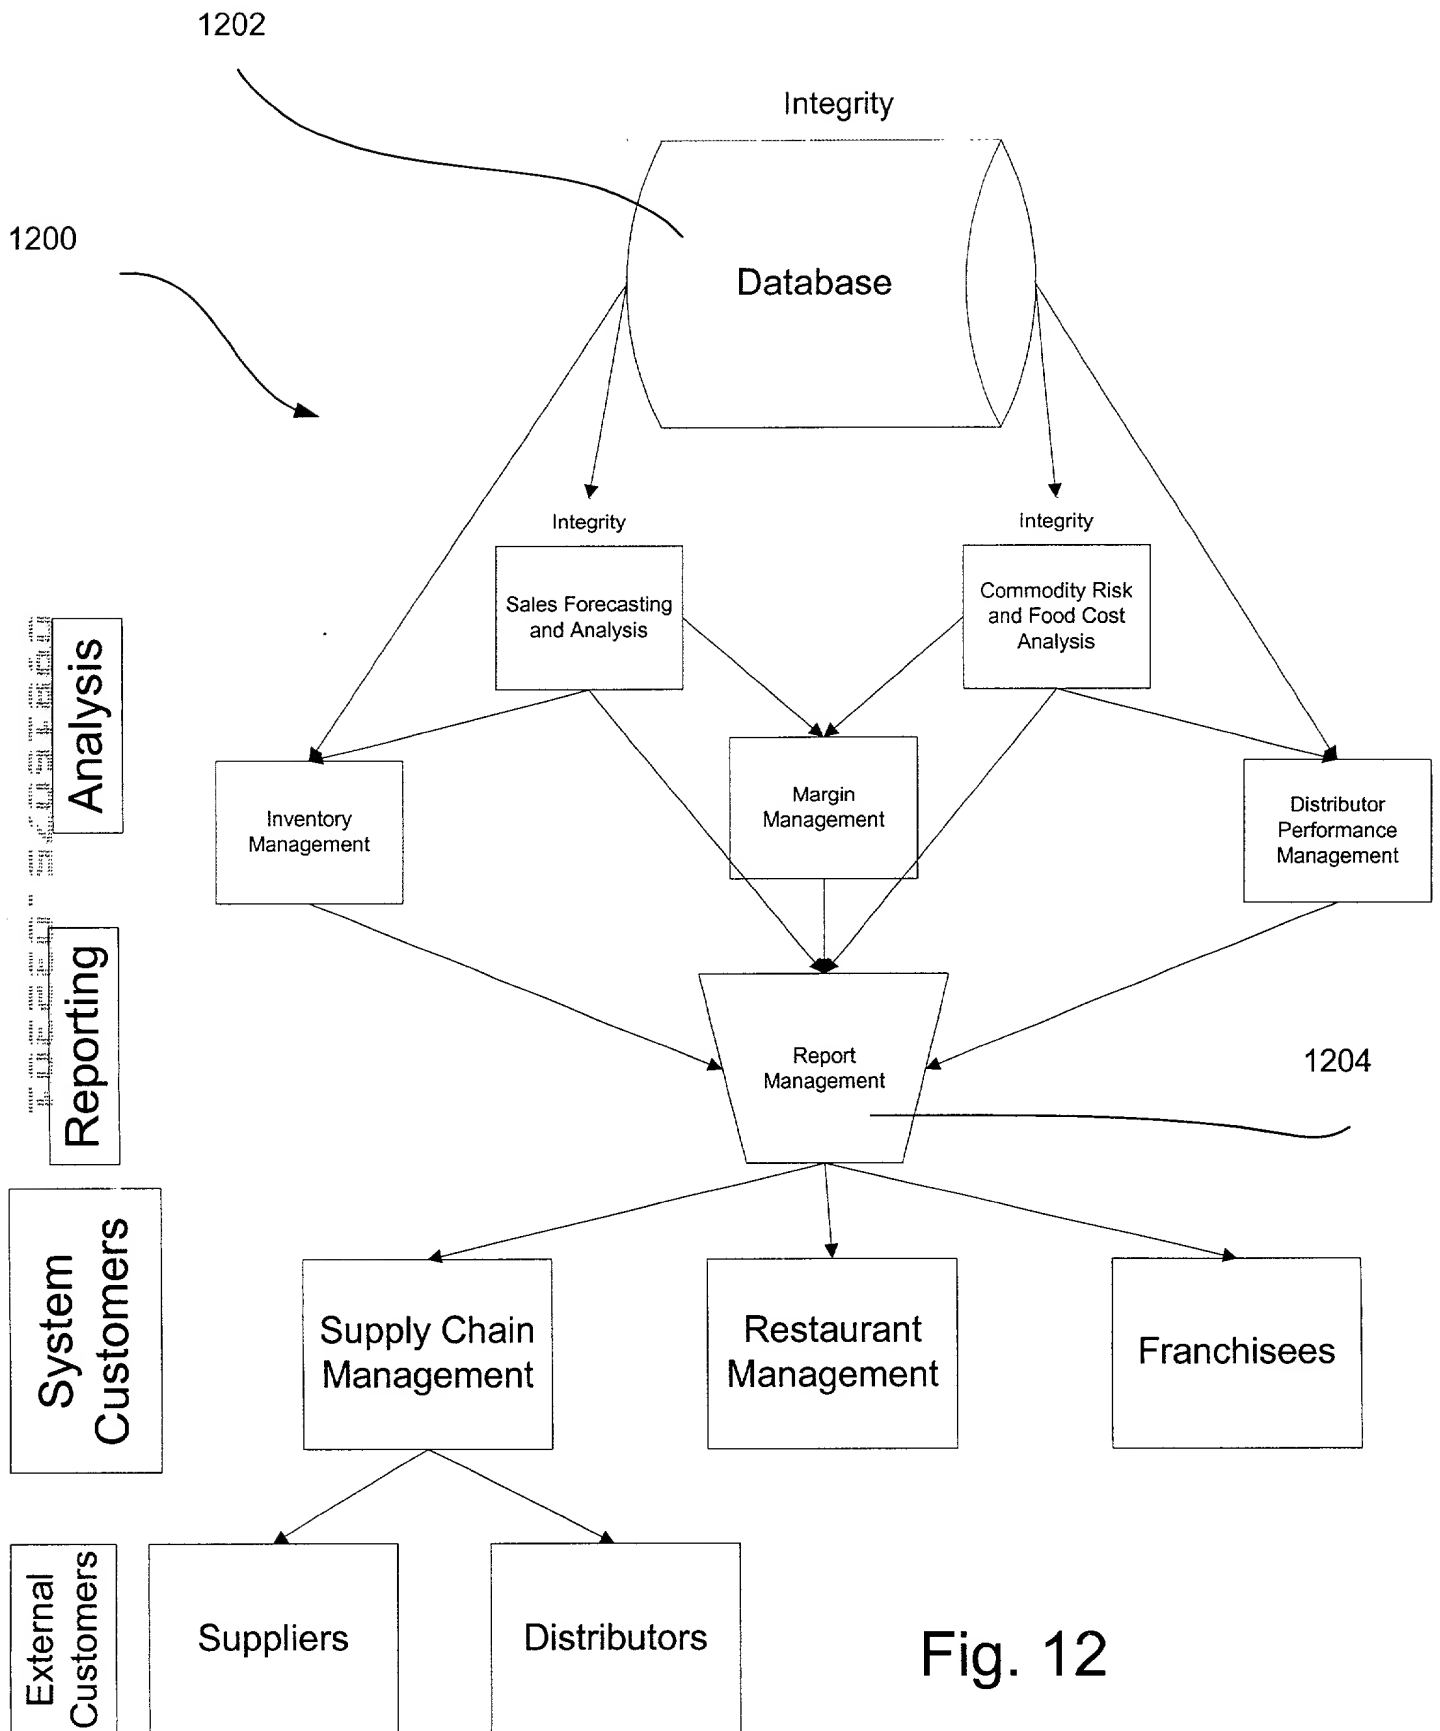 1202
Integrity
1200
Database
Integrity
Integrity
Sales Forecasting
and Analysis
Commodity Risk
and Food Cost
Analysis
Analysis
Inventory
Management
Margin
Management
Distributor
Performance
Management
Reporting
Report
Management
1204
System
Customers
Supply Chain
Management
Restaurant
Management
Franchisees
External
Customers
Suppliers
Distributors
Fig. 12